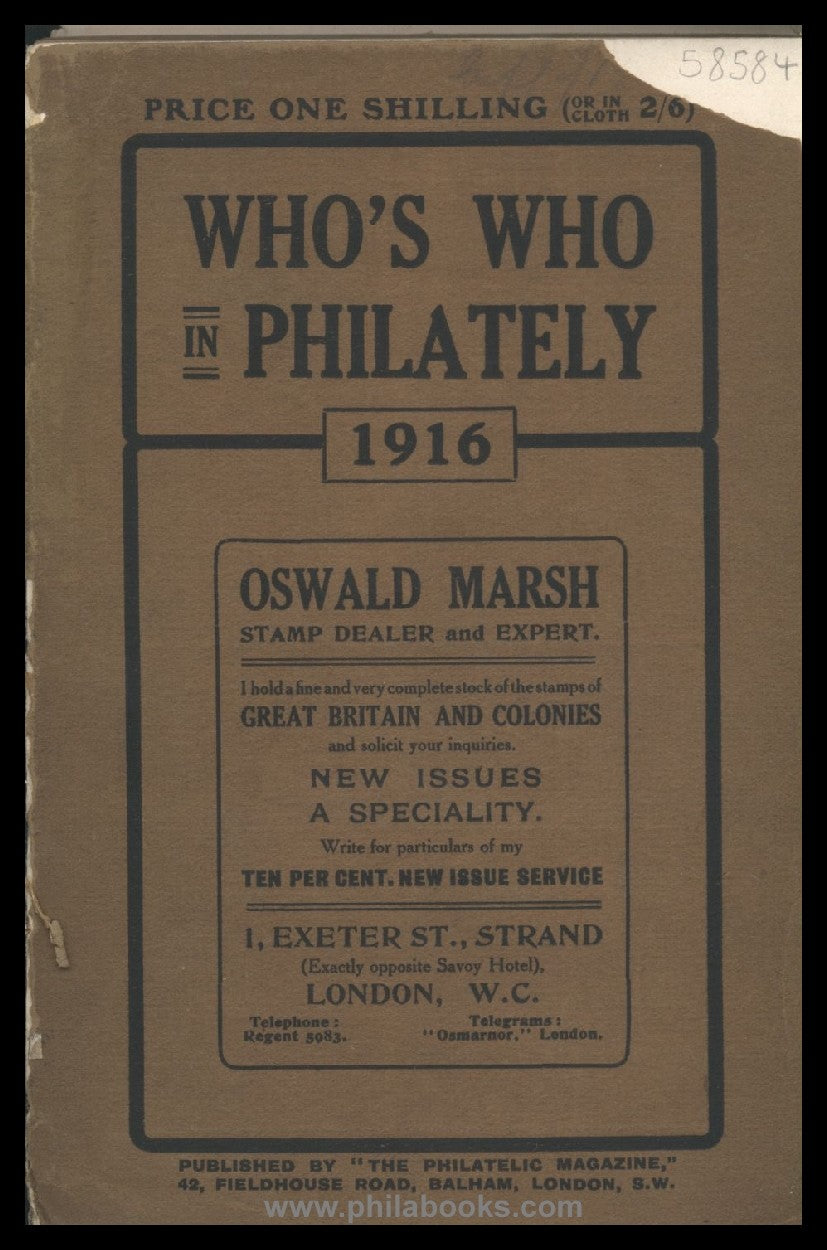 58584
PRICE ONE SHILLING (OR IN CLOTH 2/6)
WHO'S WHO
IN PHILATELY
1916
OSWALD MARSH
STAMP DEALER and EXPERT.
I hold a fine and very complete stock of the stamps of
GREAT BRITAIN AND COLONIES
and solicit your inquiries.
NEW ISSUES
A SPECIALITY.
Write for particulars of my
TEN PER CENT. NEW ISSUE SERVICE
1, EXETER ST., STRAND
(Exactly opposite Savoy Hotel),
LONDON, W.C.
Telephone : Telegrams :
Regent 5983. "Osmarnor," London.
PUBLISHED BY "THE PHILATELIC MAGAZINE,"
42, FIELDHOUSE ROAD, BALHAM, LONDON, S.W.
www.philabooks.com